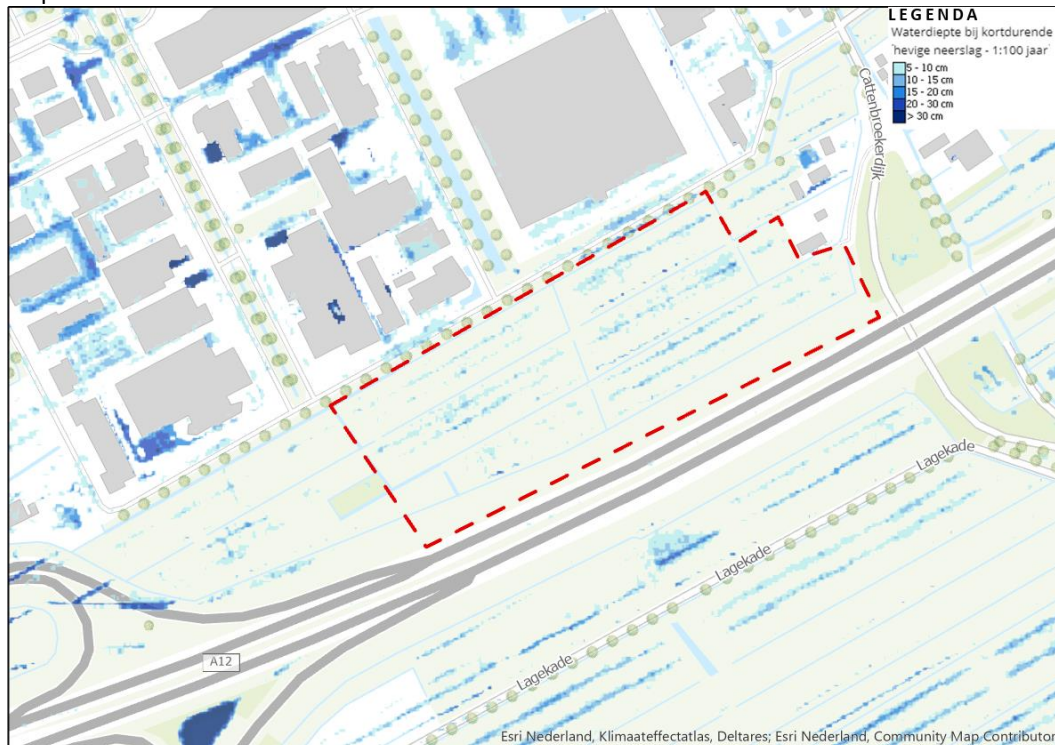 LEGENDA
Waterdiepte bij kortdurende
hevige neerslag - 1:100 jaar
5 - 10 cm
10 - 15 cm
15 - 20 cm
20 - 30 cm
> 30 cm
Cattenbroekerdijk
Lagekade
Lagekade
Lagekade
A12
Esri Nederland, Klimaateffectatlas, Deltares; Esri Nederland, Community Map Contributor